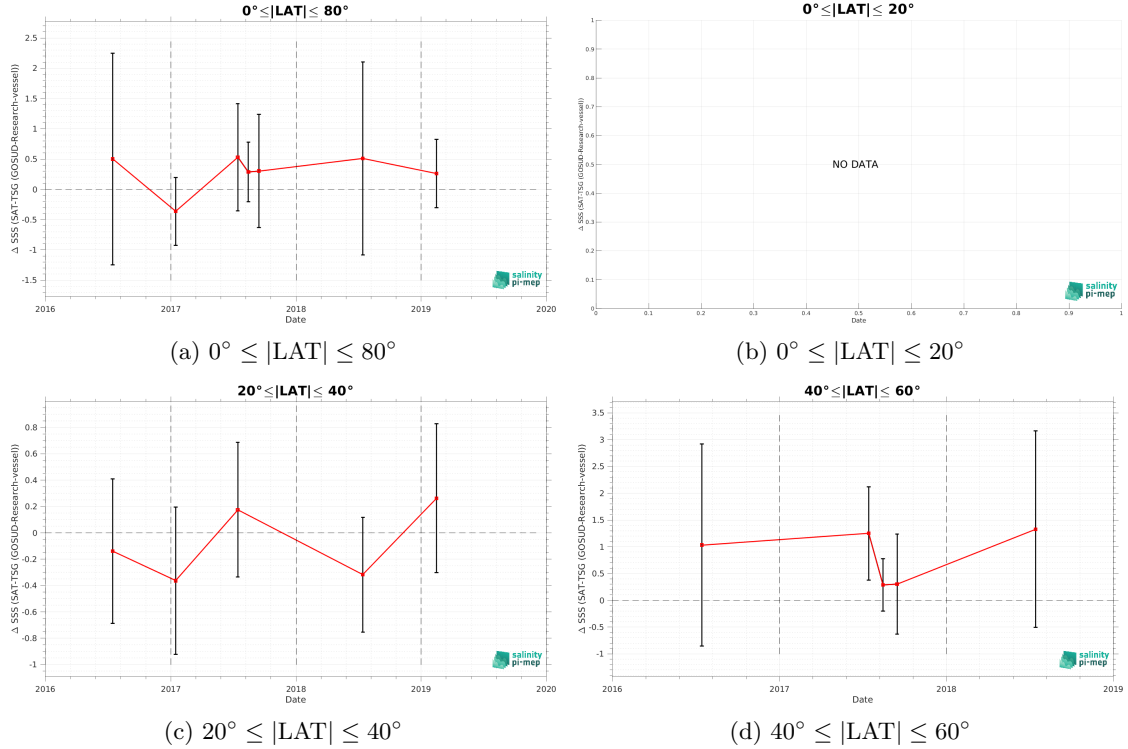 0°≤|LAT|≤ 80°
Δ SSS (SAT-TSG (GOSUD-Research-vessel))
2.5
2
1.5
1
0.5
0
-0.5
-1
-1.5
2016 2017 2018 2019 2020
Date
salinity
pi-mep
(a) 0° ≤ |LAT| ≤ 80°
0°≤|LAT|≤ 20°
Δ SSS (SAT-TSG (GOSUD-Research-vessel))
1
0.9
0.8
0.7
0.6
0.5
0.4
0.3
0.2
0.1
0
NO DATA
0 0.1 0.2 0.3 0.4 0.5 0.6 0.7 0.8 0.9 1
Date
salinity
pi-mep
(b) 0° ≤ |LAT| ≤ 20°
20°≤|LAT|≤ 40°
Δ SSS (SAT-TSG (GOSUD-Research-vessel))
0.8
0.6
0.4
0.2
0
-0.2
-0.4
-0.6
-0.8
-1
2016 2017 2018 2019 2020
Date
salinity
pi-mep
(c) 20° ≤ |LAT| ≤ 40°
40°≤|LAT|≤ 60°
Δ SSS (SAT-TSG (GOSUD-Research-vessel))
3.5
3
2.5
2
1.5
1
0.5
0
-0.5
-1
2016 2017 2018 2019
Date
salinity
pi-mep
(d) 40° ≤ |LAT| ≤ 60°